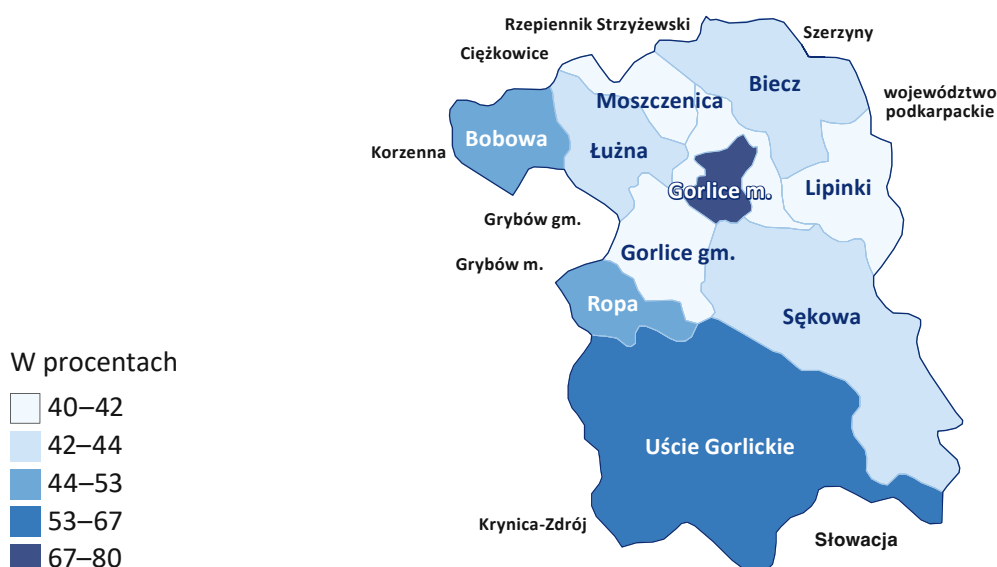 Rzepiennik Strzyżewski
Szerzyny
Ciężkowice
Biecz
województwo
podkarpackie
Moszczenica
Bobowa
Łużna
Korzenna
Gorlice m.
Lipinki
Grybów gm.
Gorlice gm.
Grybów m.
Ropa
Sękowa
W procentach
40–42
42–44
44–53
53–67
67–80
Uście Gorlickie
Krynica-Zdrój
Słowacja